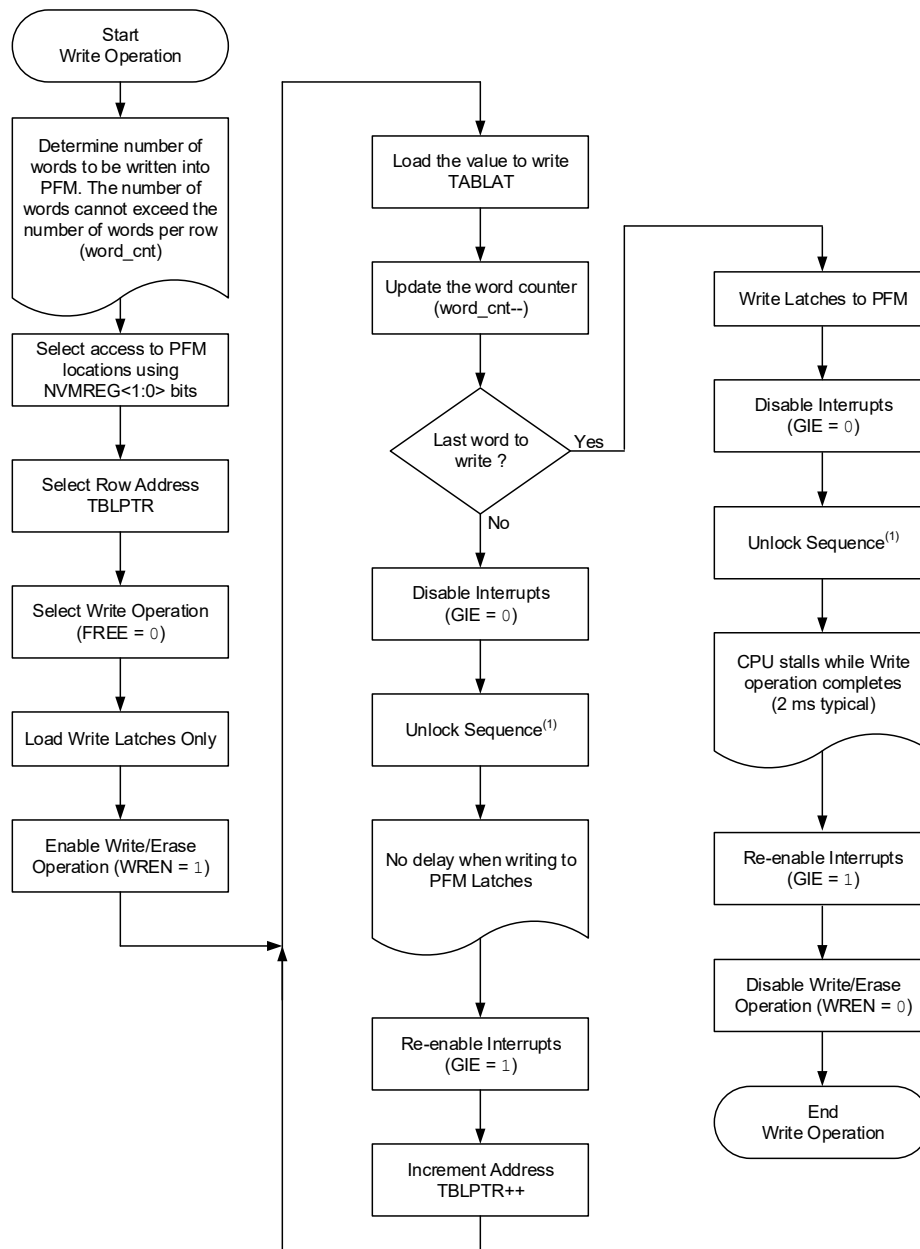 Start
Write Operation
Determine number of
words to be written into
PFM. The number of
words cannot exceed the
number of words per row
(word_cnt)
Select access to PFM
locations using
NVMREG<1:0> bits
Select Row Address
TBLPTR
Select Write Operation
(FREE = 0)
Load Write Latches Only
Enable Write/Erase
Operation (WREN = 1)
Load the value to write
TABLAT
Update the word counter
(word_cnt--)
Last word to
write ?
Yes
No
Disable Interrupts
(GIE = 0)
Unlock Sequence(1)
No delay when writing to
PFM Latches
Re-enable Interrupts
(GIE = 1)
Increment Address
TBLPTR++
Write Latches to PFM
Disable Interrupts
(GIE = 0)
Unlock Sequence(1)
CPU stalls while Write
operation completes
(2 ms typical)
Re-enable Interrupts
(GIE = 1)
Disable Write/Erase
Operation (WREN = 0)
End
Write Operation